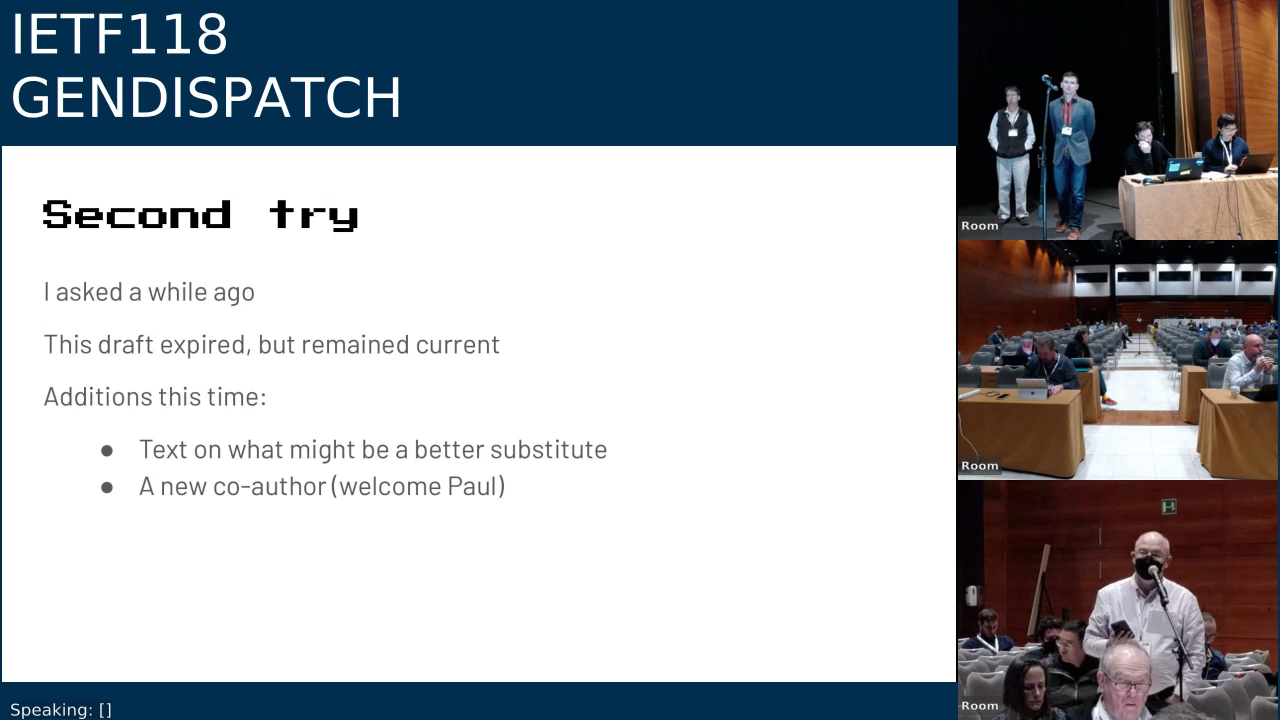 IETF118
GENDISPATCH
Second try
I asked a while ago
This draft expired, but remained current
Additions this time:
● Text on what might be a better substitute
● A new co-author (welcome Paul)
Speaking: []
Room
Room
Room